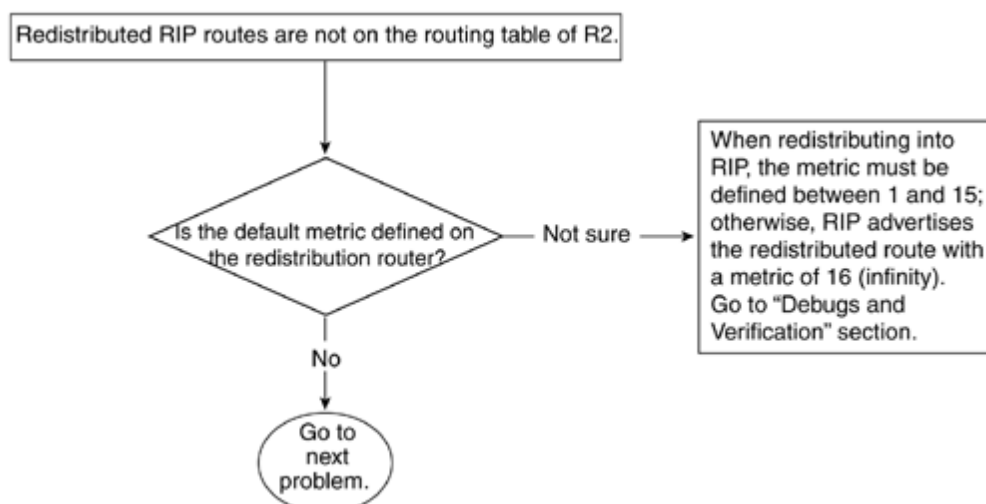 Redistributed RIP routes are not on the routing table of R2.
Is the default metric defined on
the redistribution router?
Not sure
When redistributing into
RIP, the metric must be
defined between 1 and 15;
otherwise, RIP advertises
the redistributed route with
a metric of 16 (infinity).
Go to “Debugs and
Verification” section.
No
Go to
next
problem.